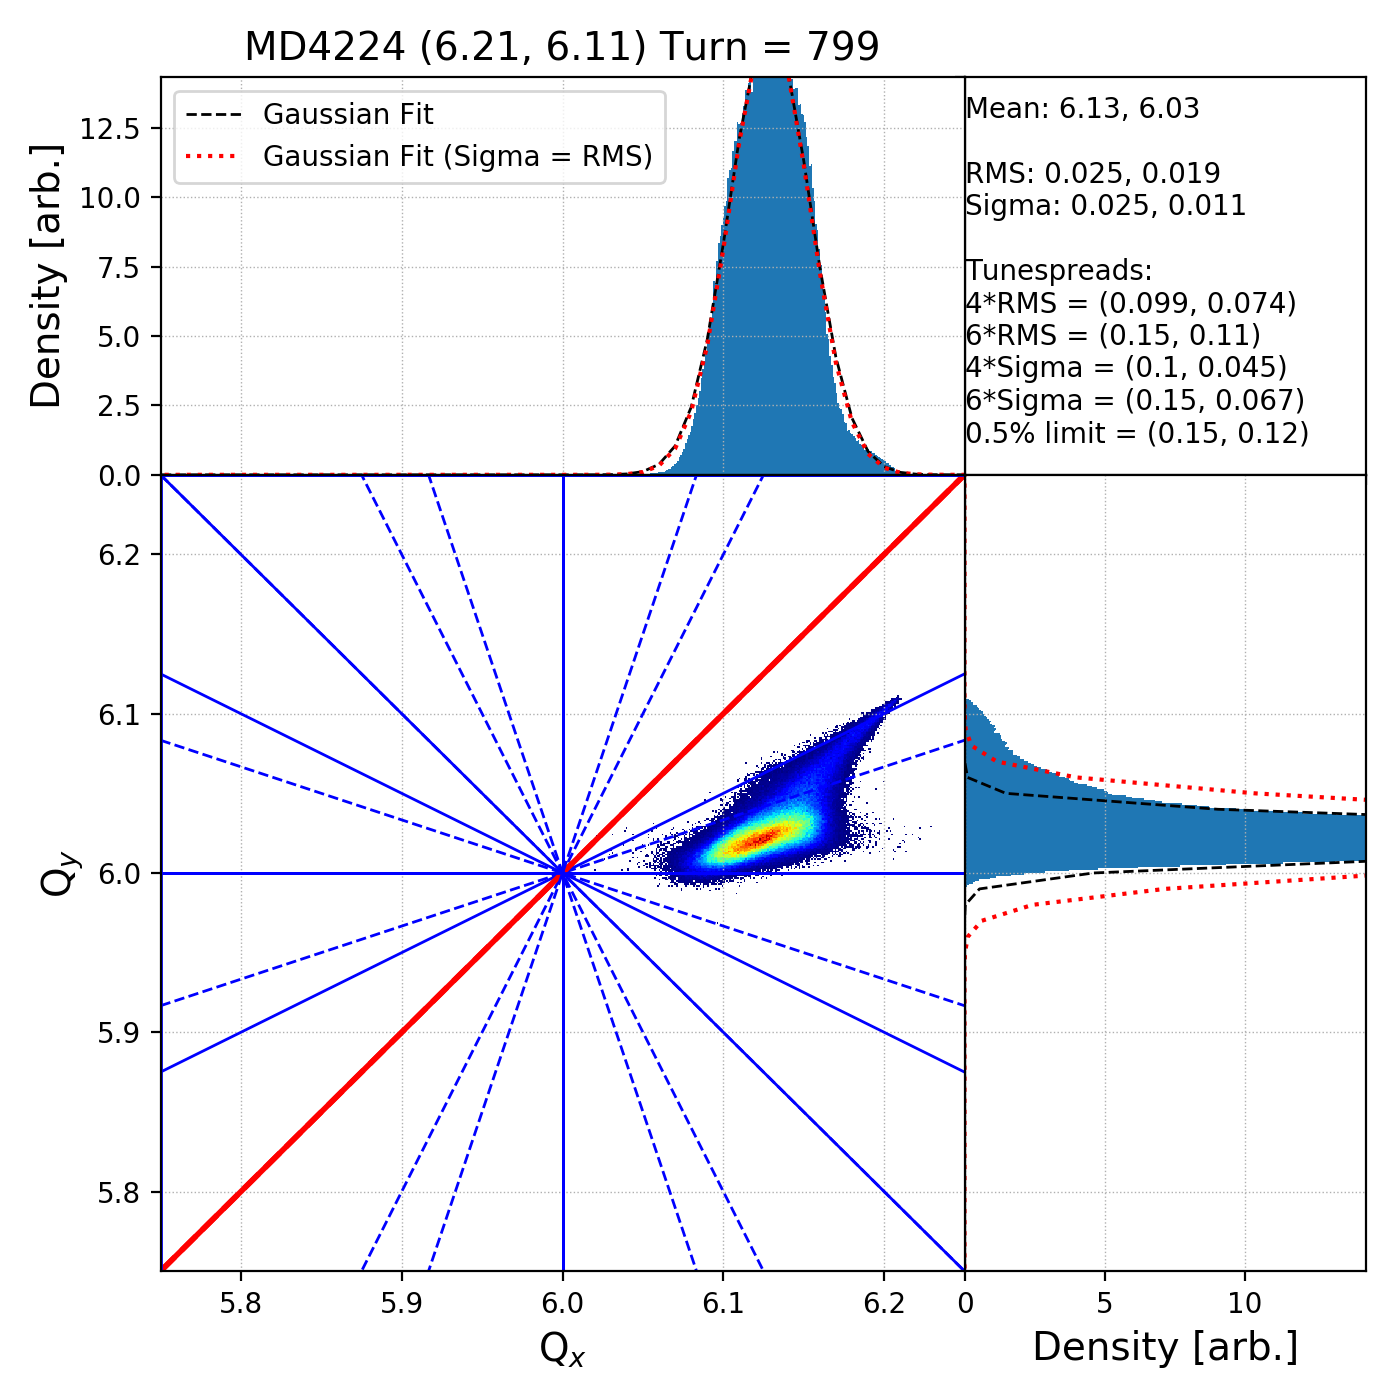 MD4224 (6.21, 6.11) Turn = 799
Density [arb.]
12.5
10.0
7.5
5.0
2.5
0.0
Gaussian Fit
Gaussian Fit (Sigma = RMS)
Mean: 6.13, 6.03
RMS: 0.025, 0.019
Sigma: 0.025, 0.011
Tunespreads:
4*RMS = (0.099, 0.074)
6*RMS = (0.15, 0.11)
4*Sigma = (0.1, 0.045)
6*Sigma = (0.15, 0.067)
0.5% limit = (0.15, 0.12)
Qy
6.2
6.1
6.0
5.9
5.8
5.8 5.9 6.0 6.1 6.2
Qx
0 5 10
Density [arb.]